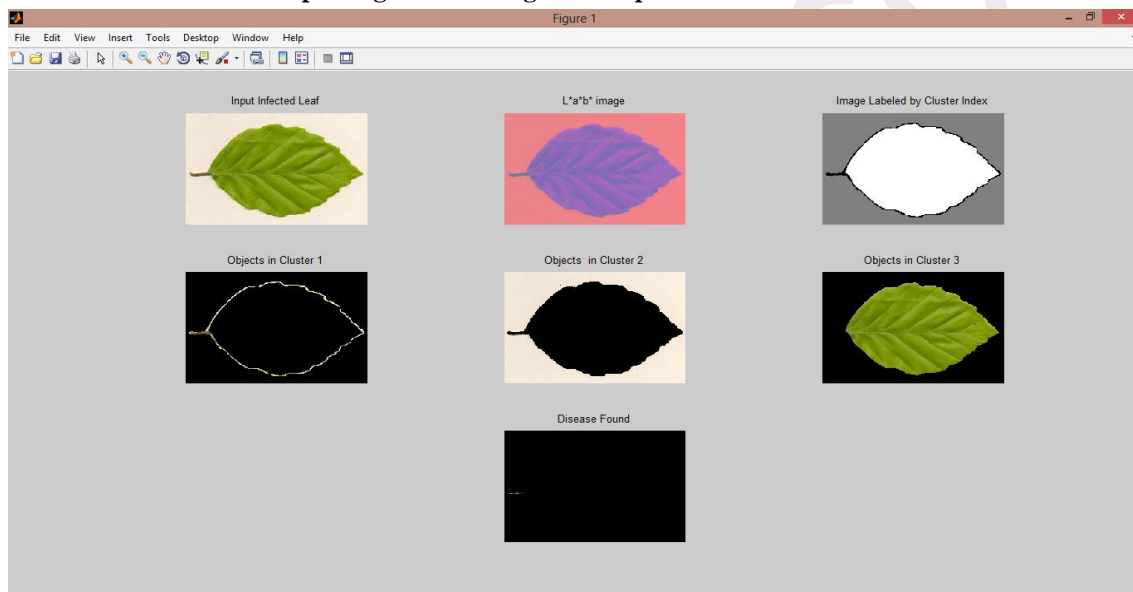 Figure 1
File Edit View Insert Tools Desktop Window Help
Input Infected Leaf
L*a*b* image
Image Labeled by Cluster Index
Objects in Cluster 1
Objects in Cluster 2
Objects in Cluster 3
Disease Found